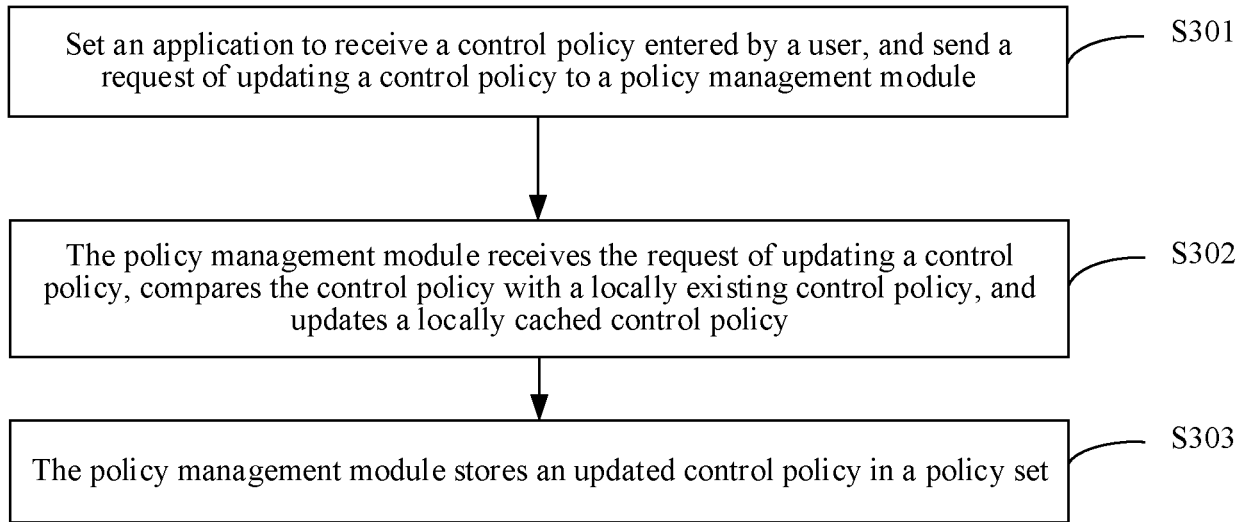 Set an application to receive a control policy entered by a user, and send a
request of updating a control policy to a policy management module
S301
The policy management module receives the request of updating a control
policy, compares the control policy with a locally existing control policy, and
updates a locally cached control policy
S302
The policy management module stores an updated control policy in a policy set
S303